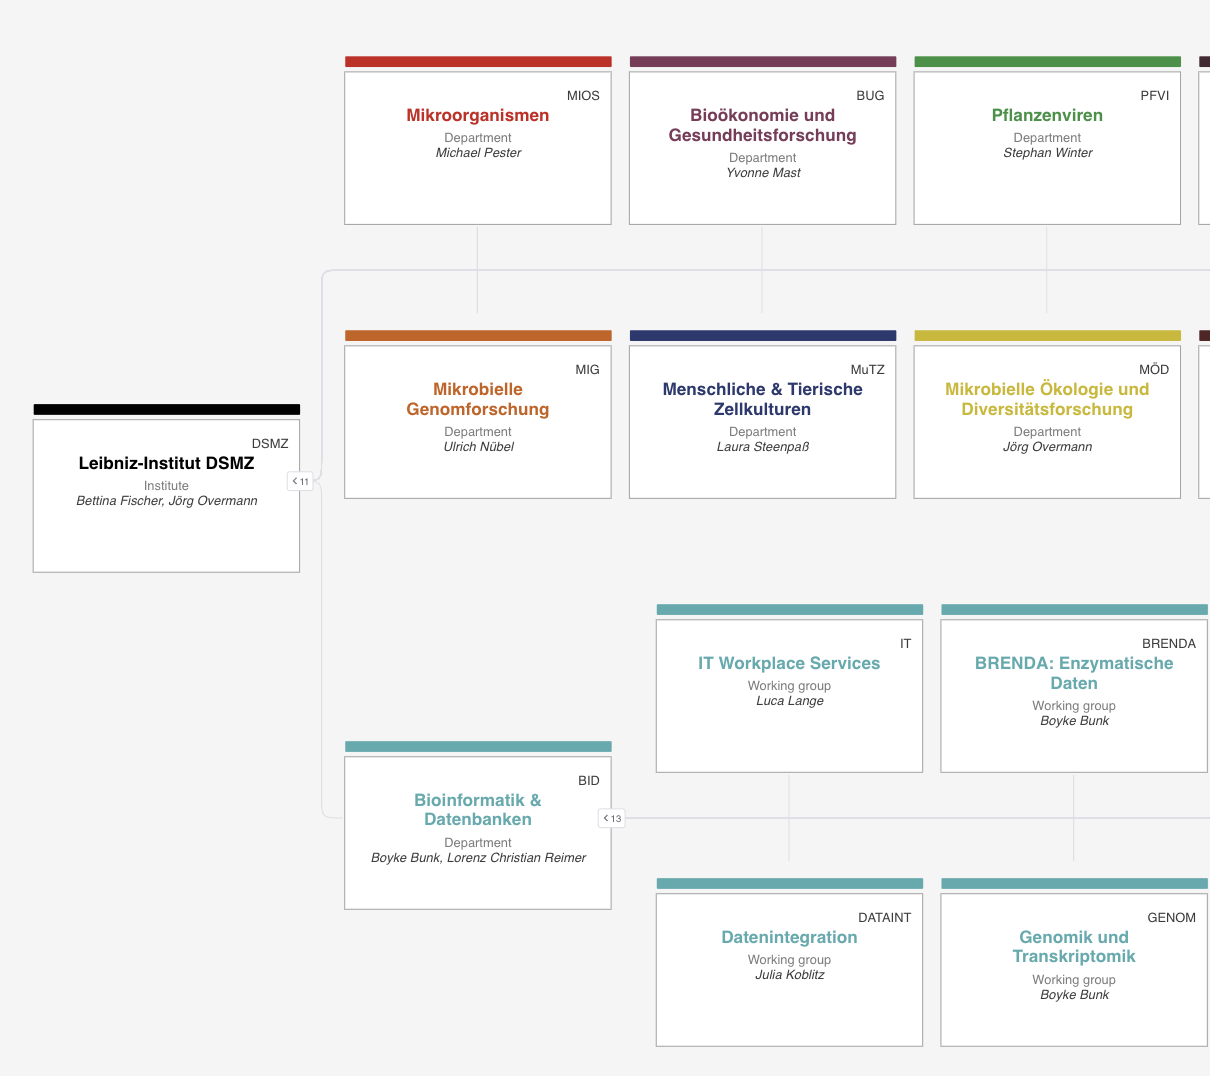 MIOS
Mikroorganismen
Department
Michael Pester
BUG
Bioökonomie und
Gesundheitsforschung
Department
Yvonne Mast
PFVI
Pflanzenviren
Department
Stephan Winter
MIG
Mikrobielle
Genomforschung
Department
Ulrich Nübel
MuTZ
Menschliche & Tierische
Zellkulturen
Department
Laura Steenpaß
MÖD
Mikrobielle Ökologie und
Diversitätsforschung
Department
Jörg Overmann
DSMZ
Leibniz-Institut DSMZ
Institute
Bettina Fischer, Jörg Overmann
11
IT
IT Workplace Services
Working group
Luca Lange
BRENDA
BRENDA: Enzymatische
Daten
Working group
Boyke Bunk
BID
Bioinformatik &
Datenbanken
Department
Boyke Bunk, Lorenz Christian Reimer
13
DATAINT
Datenintegration
Working group
Julia Koblitz
GENOM
Genomik und
Transkriptomik
Working group
Boyke Bunk